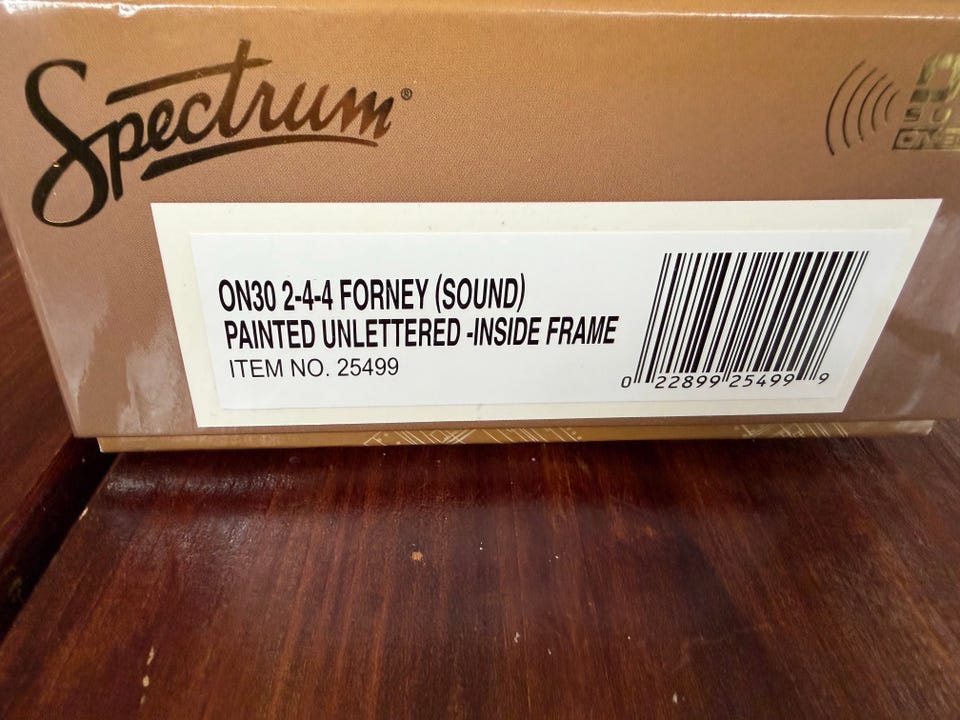 Spectrum®
ON30 2-4-4 FORNEY (SOUND)
PAINTED UNLETTERED -INSIDE FRAME
ITEM NO. 25499
0 22899 25499 9